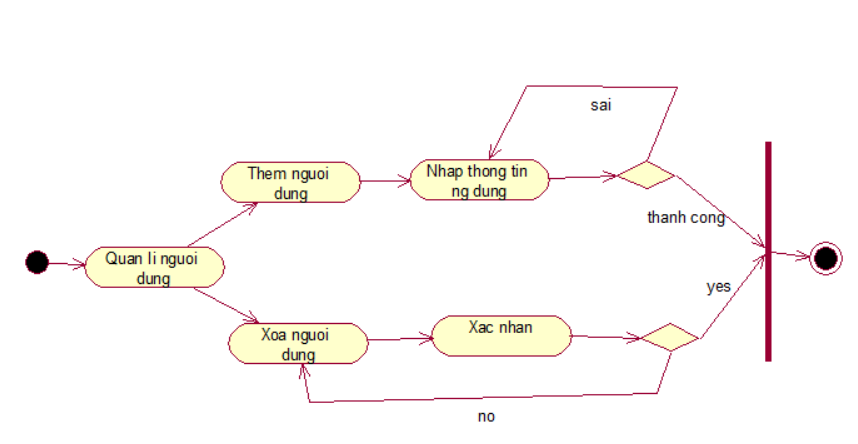 sai
Them nguoi
dung
Nhap thong tin
ng dung
thanh cong
Quan li nguoi
dung
yes
Xoa nguoi
dung
Xac nhan
no